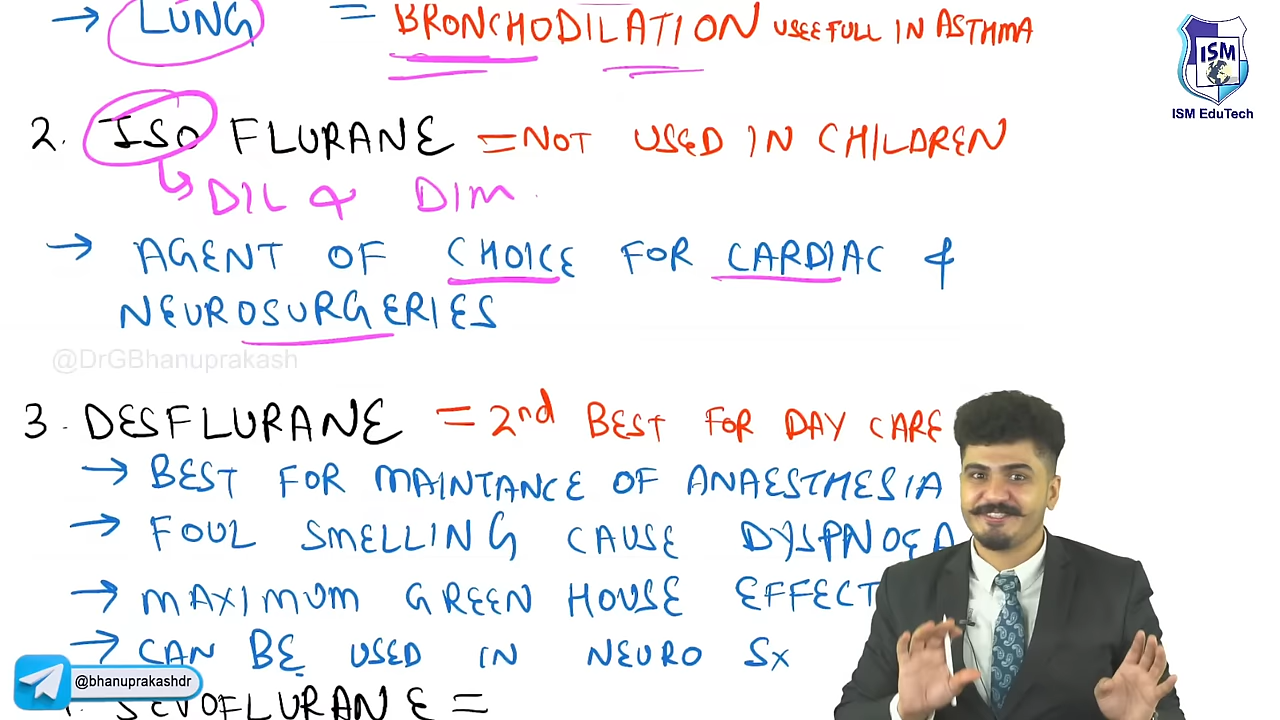 → LUNG = BRONCHODILATION USEEFULL IN ASTHMA
ISM
ISM EduTech
2. ISO FLURANE = NOT USED IN CHILDREN
DIL & DIM
→ AGENT OF CHOICE FOR CARDIAC &
NEUROSURGERIES
@DrGBhanuprakash
3. DESFLURANE = 2nd BEST FOR DAY CARE
→ BEST FOR MAINTANCE OF ANAESTHESIA
→ FOUL SMELLING CAUSE DYSPNOEA
→ MAXIMUM GREEN HOUSE EFFECT
→ CAN BE USED IN NEURO Sx
@bhanuprakashdr
SEVOFLURANE =